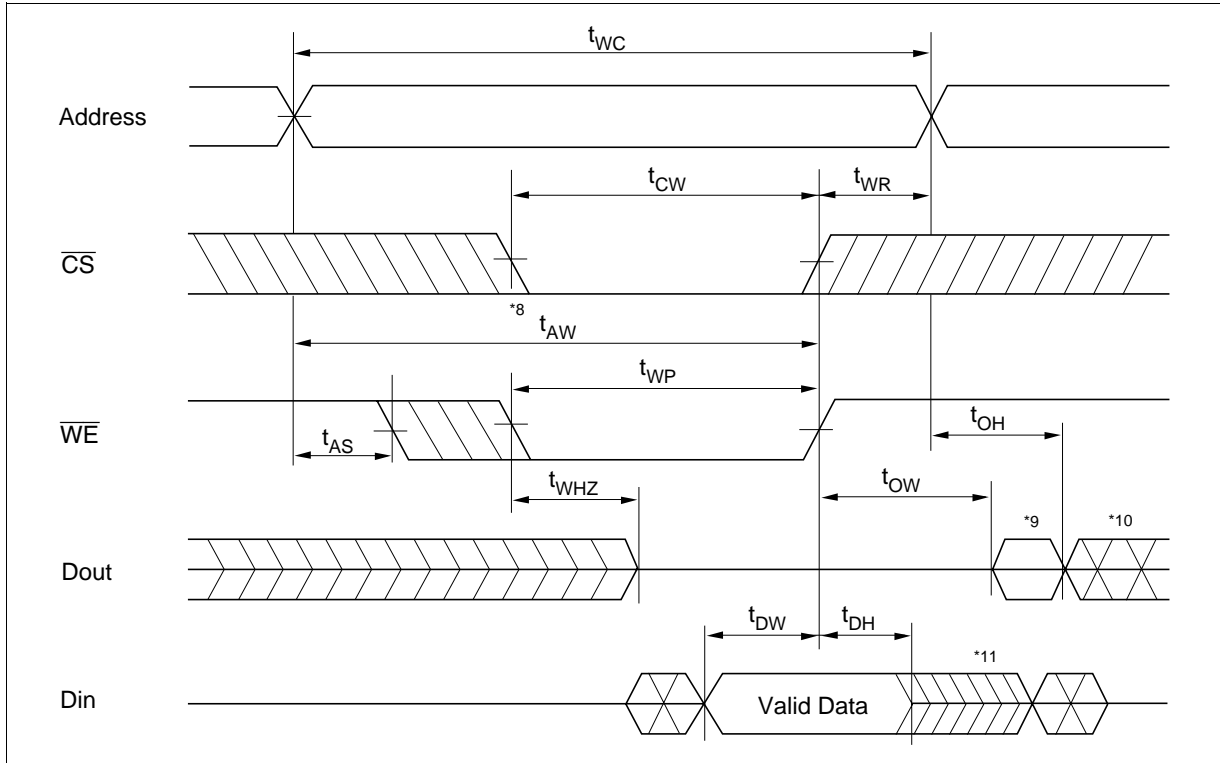 tWC
Address
tCW
tWR
CS
*8
tAW
tWP
WE
tAS
tOH
tWHZ
tOW
*9
*10
Dout
tDW
tDH
*11
Din
Valid Data